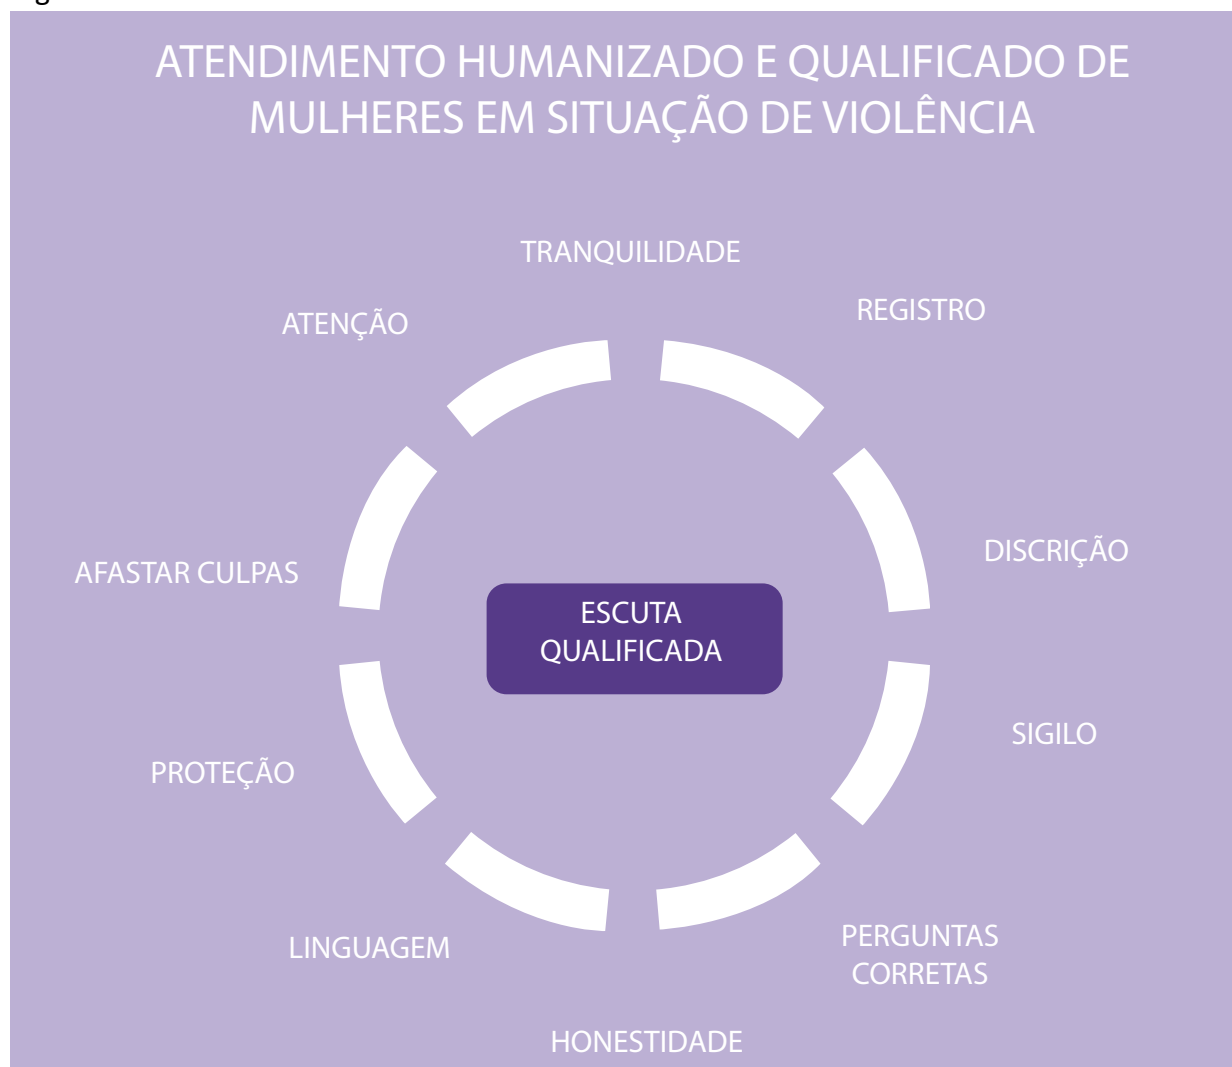 ATENDIMENTO HUMANIZADO E QUALIFICADO DE
MULHERES EM SITUAÇÃO DE VIOLÊNCIA
TRANQUILIDADE
REGISTRO
ATENÇÃO
DISCRIÇÃO
AFASTAR CULPAS
ESCUTA
QUALIFICADA
SIGILO
PROTEÇÃO
PERGUNTAS
CORRETAS
LINGUAGEM
HONESTIDADE